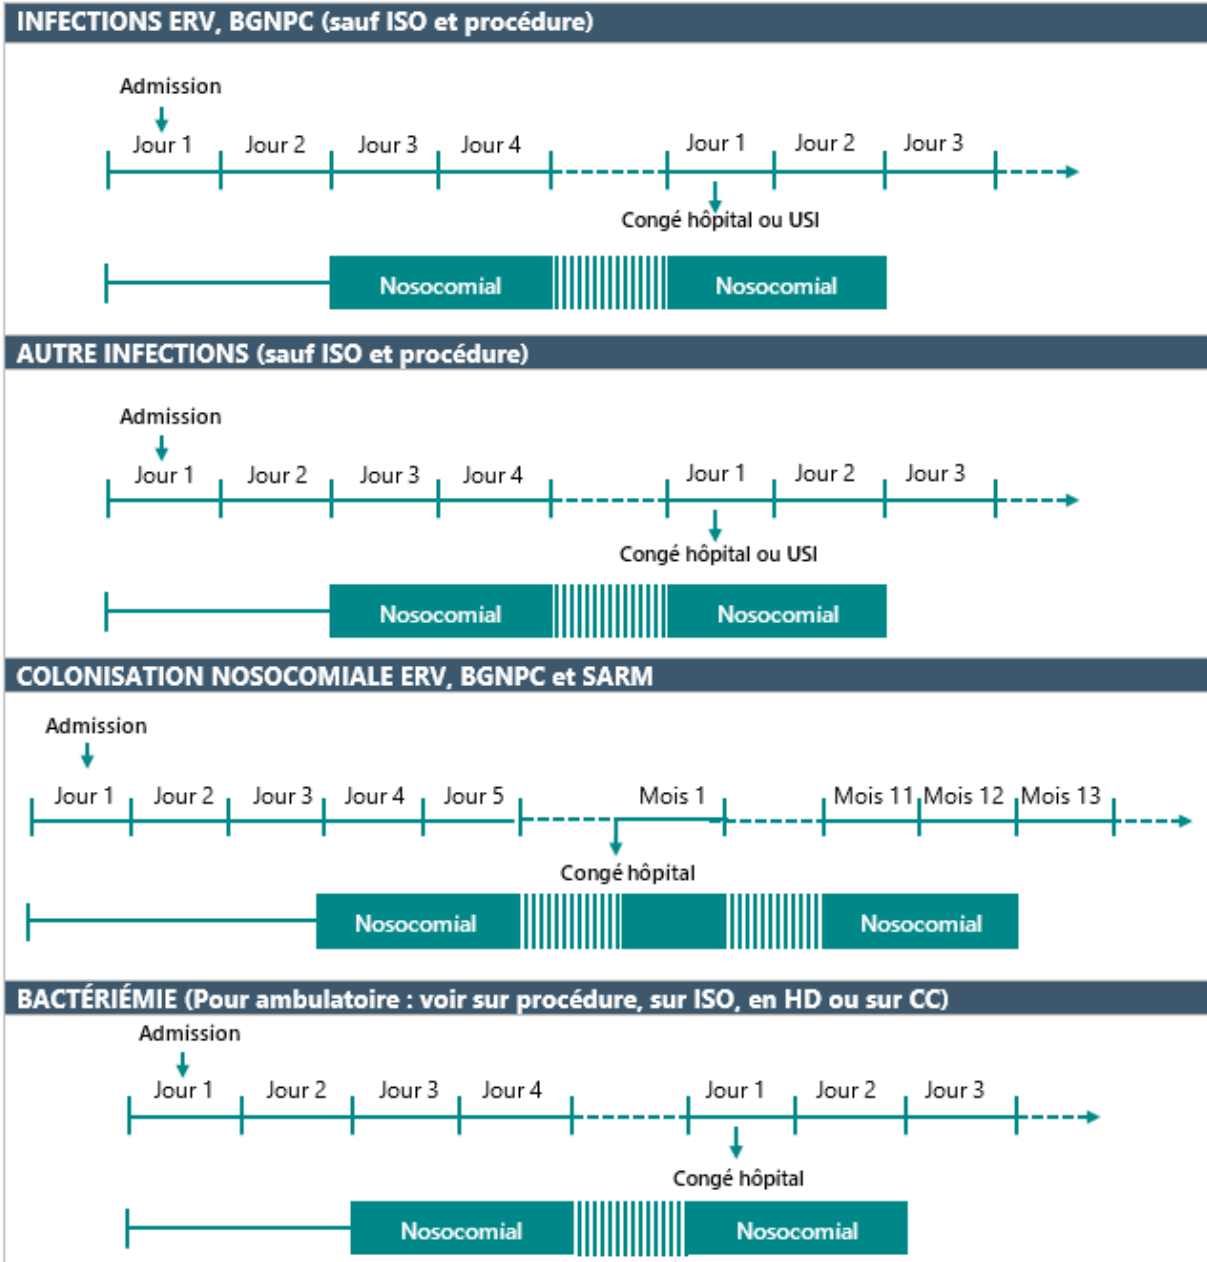 INFECTIONS ERV, BGNPC (sauf ISO et procédure)
Admission
Jour 1 Jour 2 Jour 3 Jour 4 Jour 1 Jour 2 Jour 3
Congé hôpital ou USI
Nosocomial Nosocomial
AUTRE INFECTIONS (sauf ISO et procédure)
Admission
Jour 1 Jour 2 Jour 3 Jour 4 Jour 1 Jour 2 Jour 3
Congé hôpital ou USI
Nosocomial Nosocomial
COLONISATION NOSOCOMIALE ERV, BGNPC et SARM
Admission
Jour 1 Jour 2 Jour 3 Jour 4 Jour 5 Mois 1 Mois 11 Mois 12 Mois 13
Congé hôpital
Nosocomial Nosocomial
BACTÉRIÉMIE (Pour ambulatoire : voir sur procédure, sur ISO, en HD ou sur CC)
Admission
Jour 1 Jour 2 Jour 3 Jour 4 Jour 1 Jour 2 Jour 3
Congé hôpital
Nosocomial Nosocomial